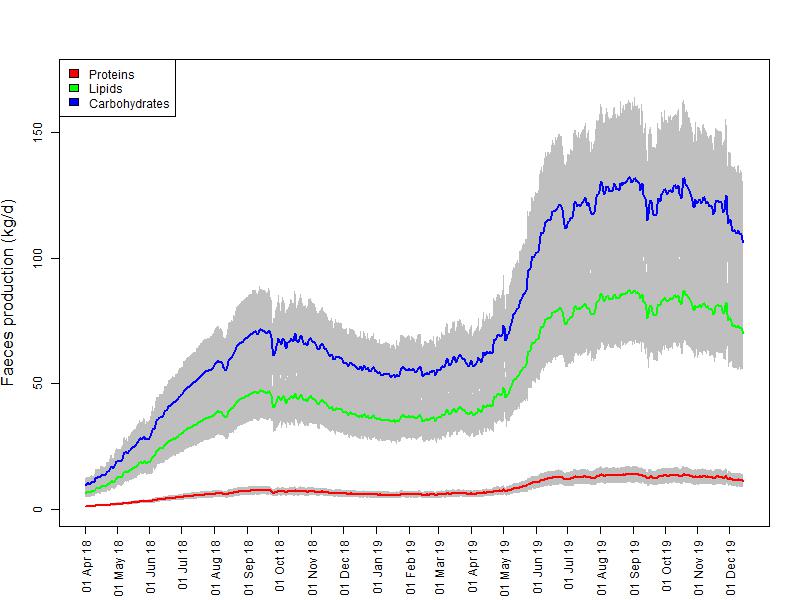 Proteins
Lipids
Carbohydrates
Faeces production (kg/d)
150
100
50
0
01 Apr 18
01 May 18
01 Jun 18
01 Jul 18
01 Aug 18
01 Sep 18
01 Oct 18
01 Nov 18
01 Dec 18
01 Jan 19
01 Feb 19
01 Mar 19
01 Apr 19
01 May 19
01 Jun 19
01 Jul 19
01 Aug 19
01 Sep 19
01 Oct 19
01 Nov 19
01 Dec 19